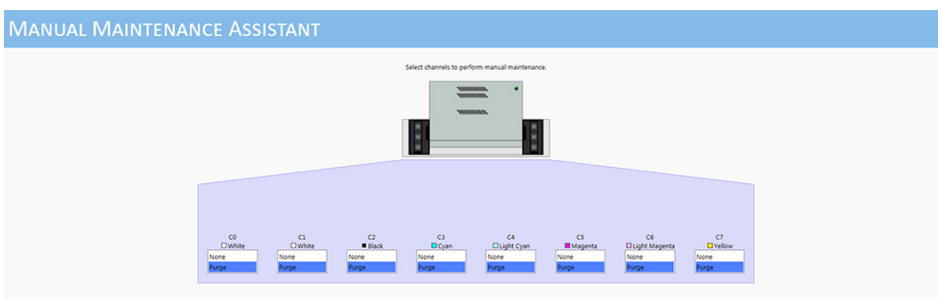 MANUAL MAINTENANCE ASSISTANT
Select channels to perform manual maintenance.
C0 C1 C2 C3 C4 C5 C6 C7
White White Black Cyan Light Cyan Magenta Light Magenta Yellow
None None None None None None None None
Purge Purge Purge Purge Purge Purge Purge Purge